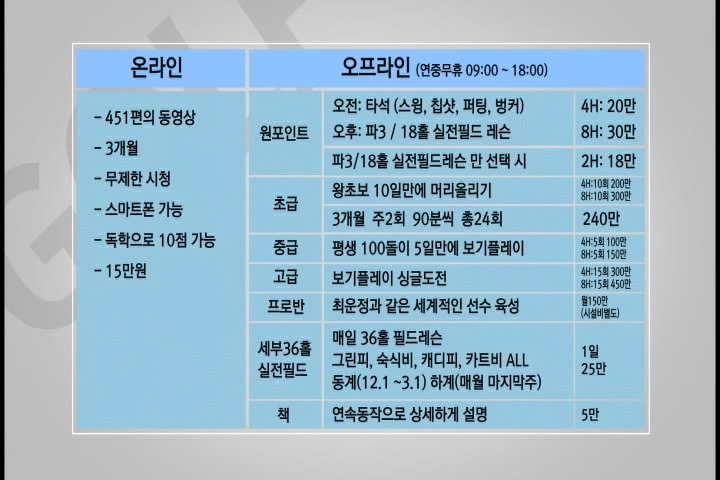 온라인
오프라인 (연중무휴 09:00 ~ 18:00)
- 451편의 동영상
- 3개월
- 무제한 시청
- 스마트폰 가능
- 독학으로 10점 가능
- 15만원
원포인트
오전: 타석 (스윙, 칩샷, 퍼팅, 벙커)
4H: 20만
오후: 파3 / 18홀 실전필드 레슨
8H: 30만
파3/18홀 실전필드레슨 만 선택 시
2H: 18만
초급
왕초보 10일만에 머리올리기
4H:10회 200만
8H:10회 300만
3개월 주2회 90분씩 총24회
240만
중급
평생 100돌이 5일만에 보기플레이
4H:5회 100만
8H:5회 150만
고급
보기플레이 싱글도전
4H:15회 300만
8H:15회 450만
프로반
최운정과 같은 세계적인 선수 육성
월150만
(시설비별도)
세부36홀
실전필드
매일 36홀 필드레슨
그린피, 숙식비, 캐디피, 카트비 ALL
동계(12.1 ~3.1) 하계(매월 마지막주)
1일
25만
책
연속동작으로 상세하게 설명
5만